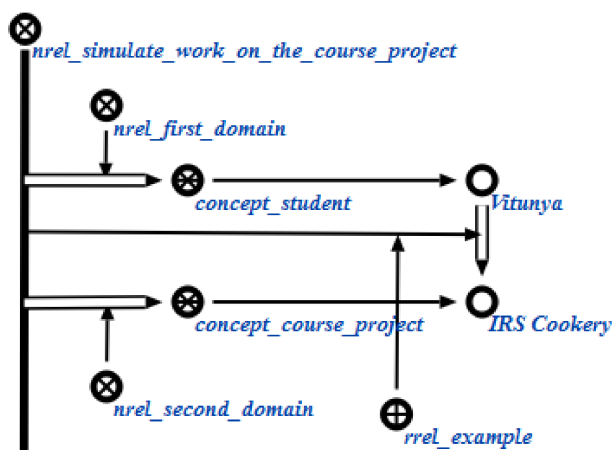 nrel_simulate_work_on_the_course_project
nrel_first_domain
concept_student
Vitunya
concept_course_project
IRS Cookery
nrel_second_domain
rrel_example